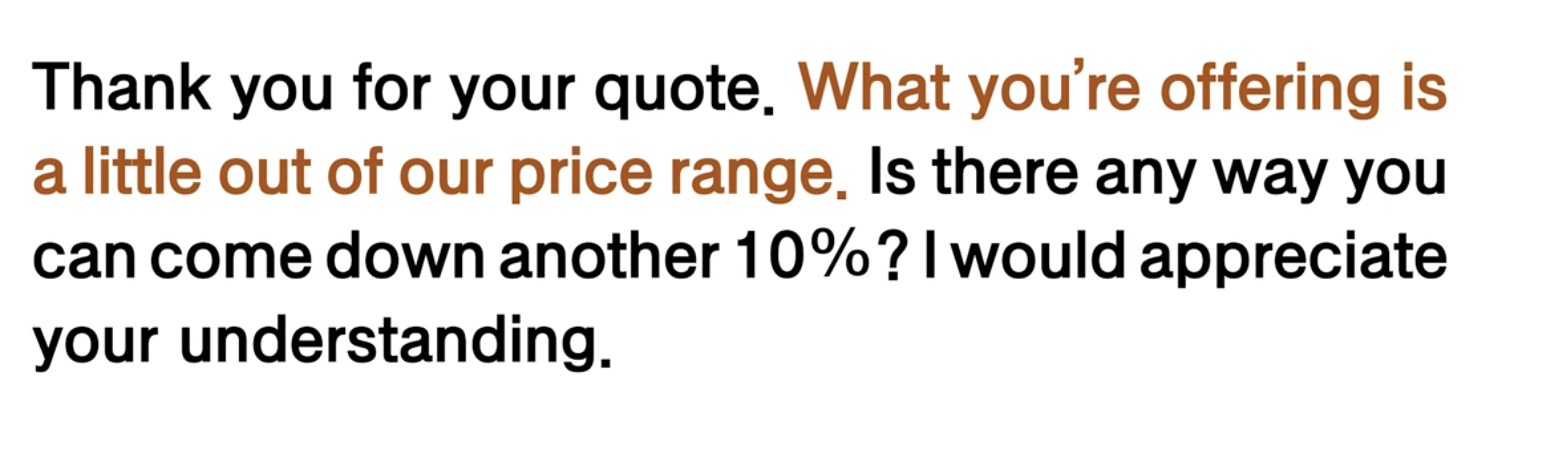 Thank you for your quote. What you’re offering is
a little out of our price range. Is there any way you
can come down another 10%? I would appreciate
your understanding.